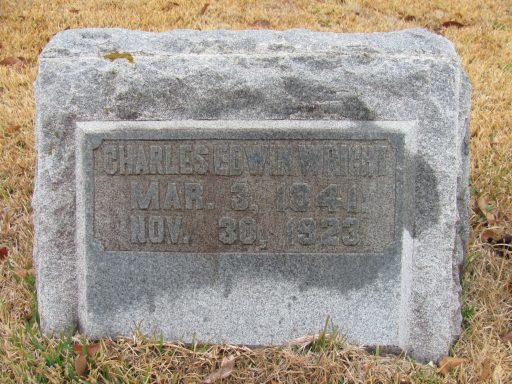 CHARLES EDWIN WRIGHT
MAR. 3, 1841
NOV. 30, 1923